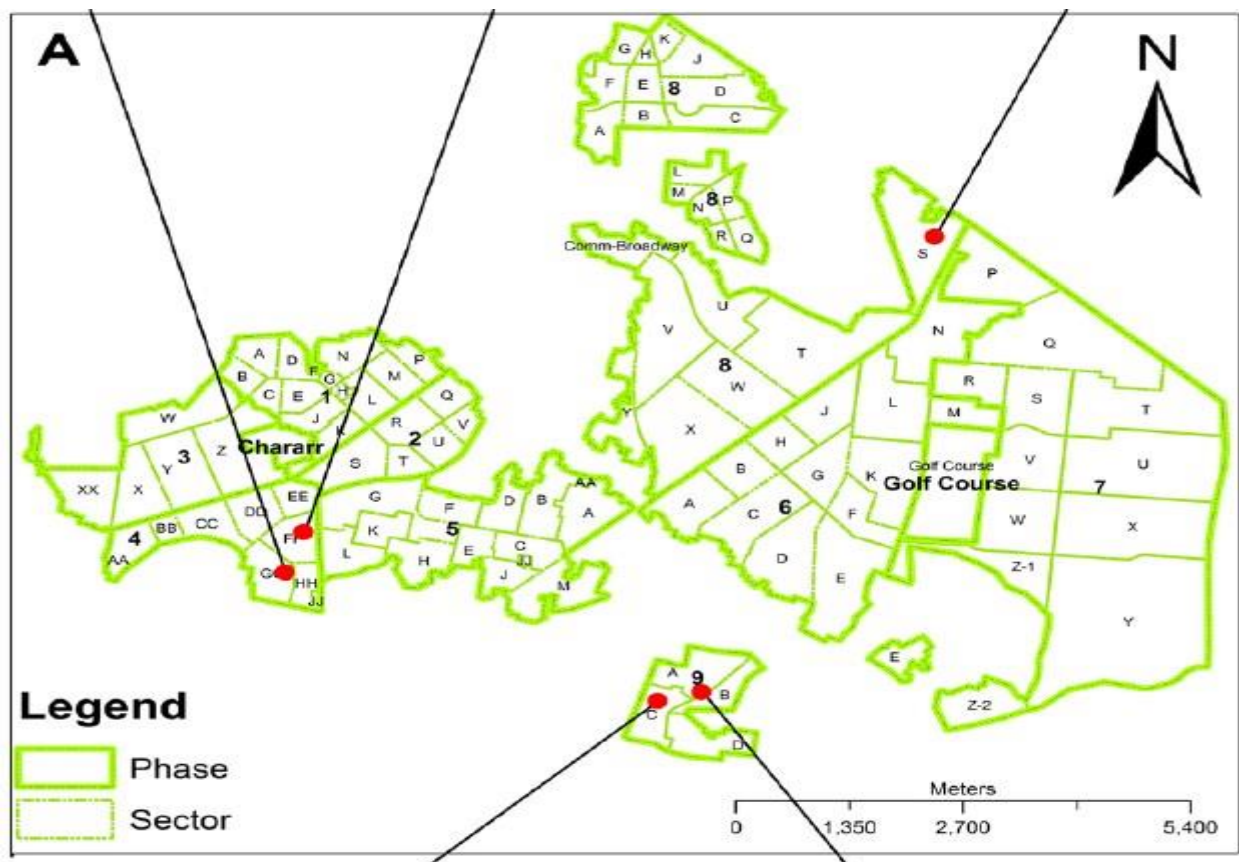 A
N
G
H
K
J
F
E
8
D
A
B
C
L
M
N
8
P
R
Q
Comm-Broadway
S
P
V
U
T
N
Q
8
W
R
S
T
M
L
Y
X
J
H
B
G
K
Golf Course
Golf Course
V
U
7
A
C
6
F
W
X
D
E
Z-1
Y
E
Z-2
A
D
F
N
P
B
C
E
G
H
1
J
L
M
Q
K
R
V
W
Chararr
2
U
3
Z
S
T
Y
XX
X
EE
G
F
D
B
AA
A
BB
CC
DD
4
K
5
AA
L
H
E
C
JJ
J
M
HH
JJ
A
9
B
C
D
Legend
Phase
Sector
Meters
0
1,350
2,700
5,400